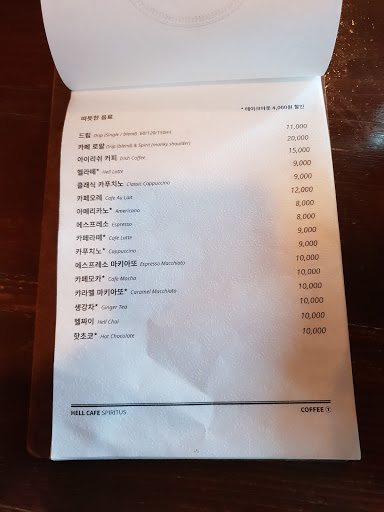 * 테이크아웃 4,000원 할인
따뜻한 음료
드립 Drip (Single / Blend) 11,000
카페 로얄 Drip (blend) & Spirit (monky shoulder) 20,000
아이리쉬 커피 Irish Coffee 15,000
헬라떼* Hell Latte 9,000
클래식 카푸치노 Classic Cappuccino 9,000
카페오레 Cafe Au Lait 12,000
아메리카노* Americano 8,000
에스프레소 Espresso 8,000
카페라떼* Cafe Latte 9,000
카푸치노* Cappuccino 9,000
에스프레소 마키아또 Espresso Macchiato 10,000
카페모카* Cafe Mocha 10,000
카라멜 마키아또* Caramel Macchiato 10,000
생강차* Ginger Tea 10,000
헬짜이 Hell Chai 10,000
핫초코* Hot Chocolate 10,000
HELL CAFE SPIRITUS COFFEE ①